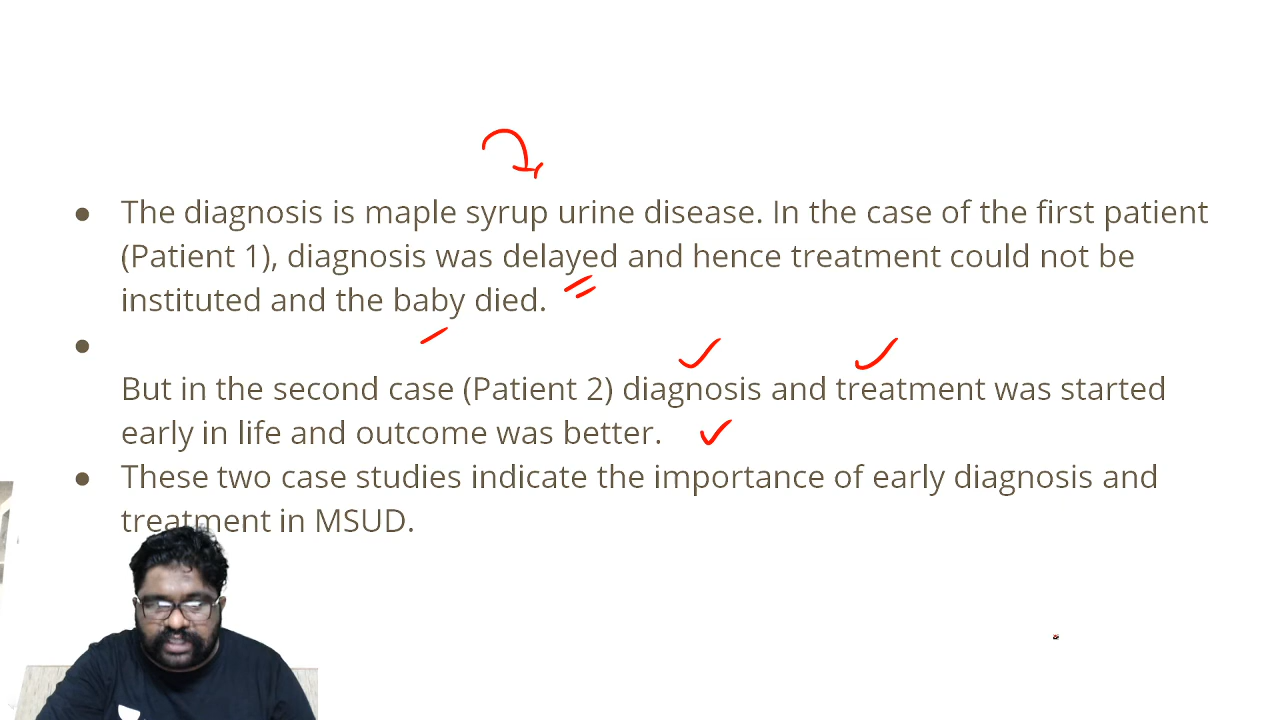 ● The diagnosis is maple syrup urine disease. In the case of the first patient
(Patient 1), diagnosis was delayed and hence treatment could not be
instituted and the baby died.
●
But in the second case (Patient 2) diagnosis and treatment was started
early in life and outcome was better.
● These two case studies indicate the importance of early diagnosis and
treatment in MSUD.